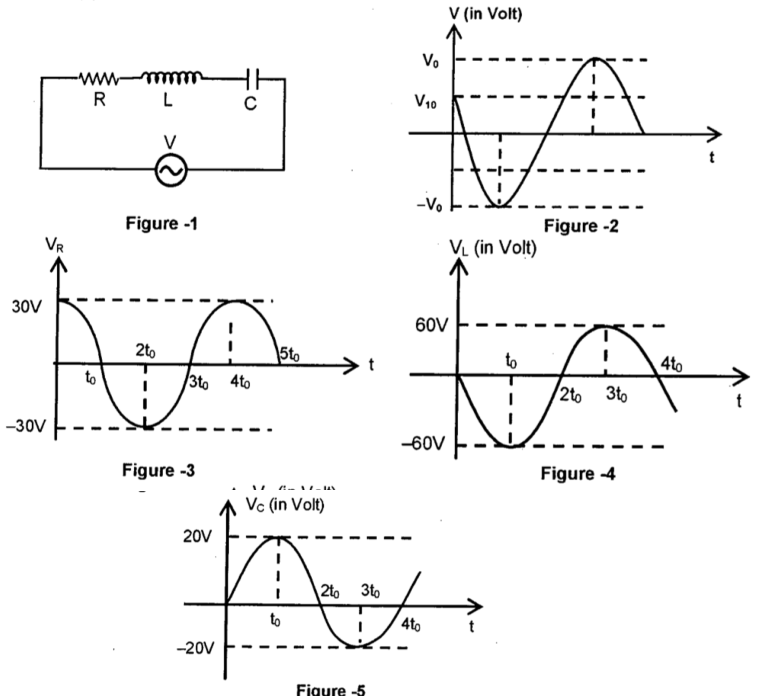 V (in Volt)
V₀
V₁₀
R L C
V
t
−V₀
Figure -1
Figure -2
V_R
V_L (in Volt)
30V
60V
2t₀
5t₀
t
t₀
4t₀
t₀
3t₀
4t₀
2t₀
3t₀
t
−30V
−60V
Figure -3
Figure -4
V_C (in Volt)
20V
2t₀ 3t₀
t₀
4t₀
t
−20V
Figure -5